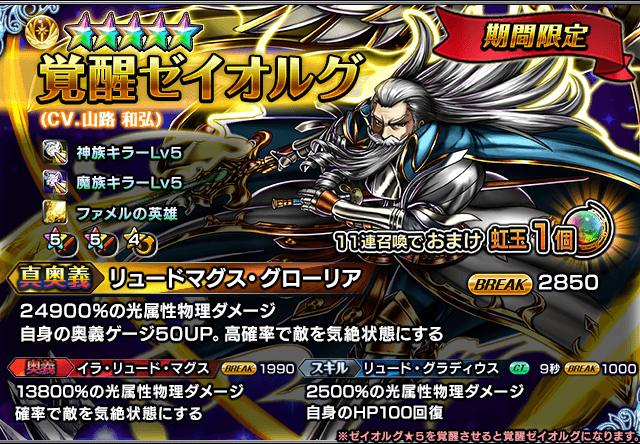 期間限定
覚醒ゼイオルグ
(CV.山路 和弘)
神族キラーLv5
魔族キラーLv5
ファメルの英雄
5 5 4
11連召喚でおまけ 虹玉1個
真奥義 リュードマグス・グローリア BREAK 2850
24900%の光属性物理ダメージ
自身の奥義ゲージ50UP。高確率で敵を気絶状態にする
奥義 イラ・リュード・マグス BREAK 1990
13800%の光属性物理ダメージ
確率で敵を気絶状態にする
スキル リュード・グラディウス CT 9秒 BREAK 1000
2500%の光属性物理ダメージ
自身のHP100回復
※ゼイオルグ★5を覚醒させると覚醒ゼイオルグになります。